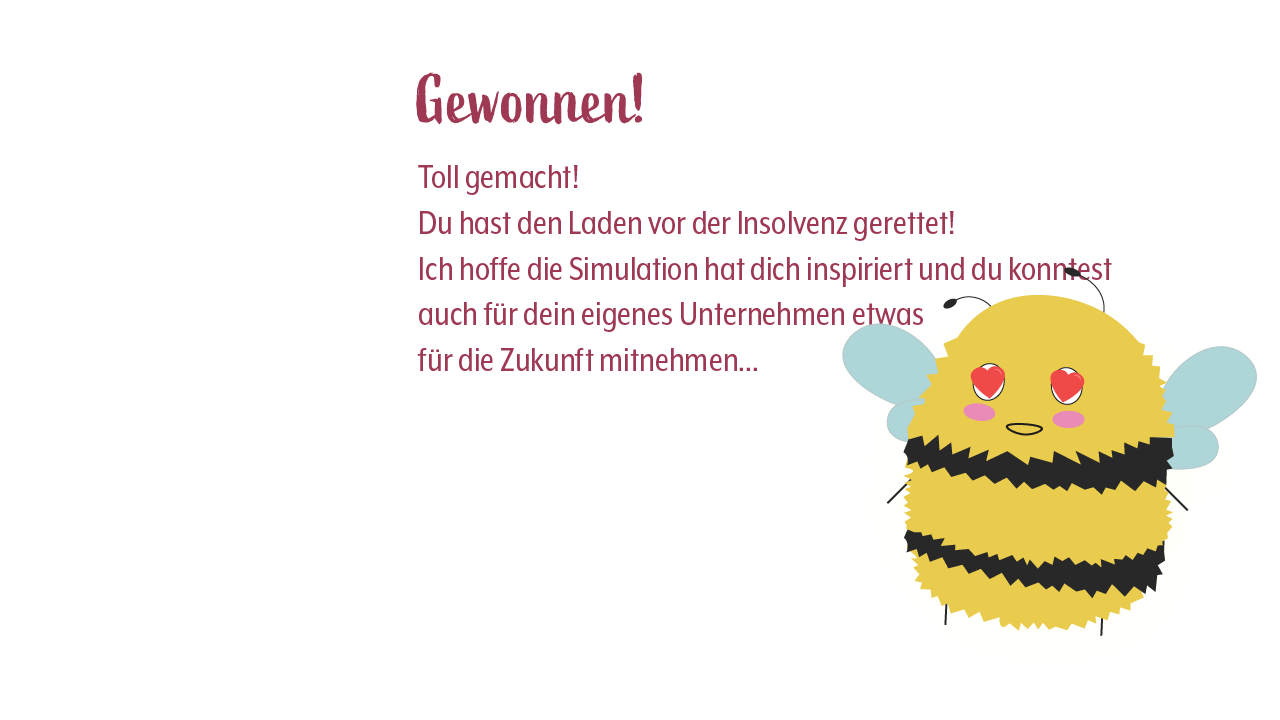 Gewonnen!
Toll gemacht!
Du hast den Laden vor der Insolvenz gerettet!
Ich hoffe die Simulation hat dich inspiriert und du konntest
auch für dein eigenes Unternehmen etwas
für die Zukunft mitnehmen...